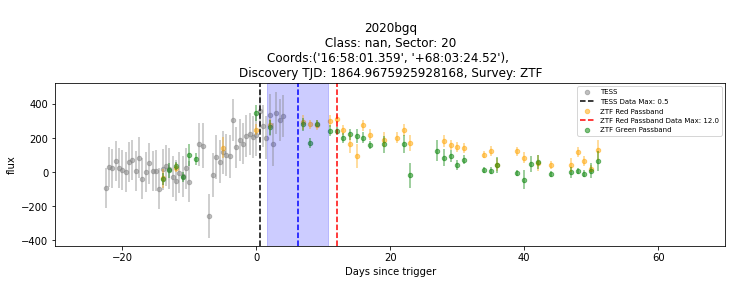 2020bgq
Class: nan, Sector: 20
Coords:('16:58:01.359', '+68:03:24.52'),
Discovery TJD: 1864.9675925928168, Survey: ZTF
TESS
TESS Data Max: 0.5
ZTF Red Passband
ZTF Red Passband Data Max: 12.0
ZTF Green Passband
400
200
0
−200
−400
flux
−20
0
20
40
60
Days since trigger